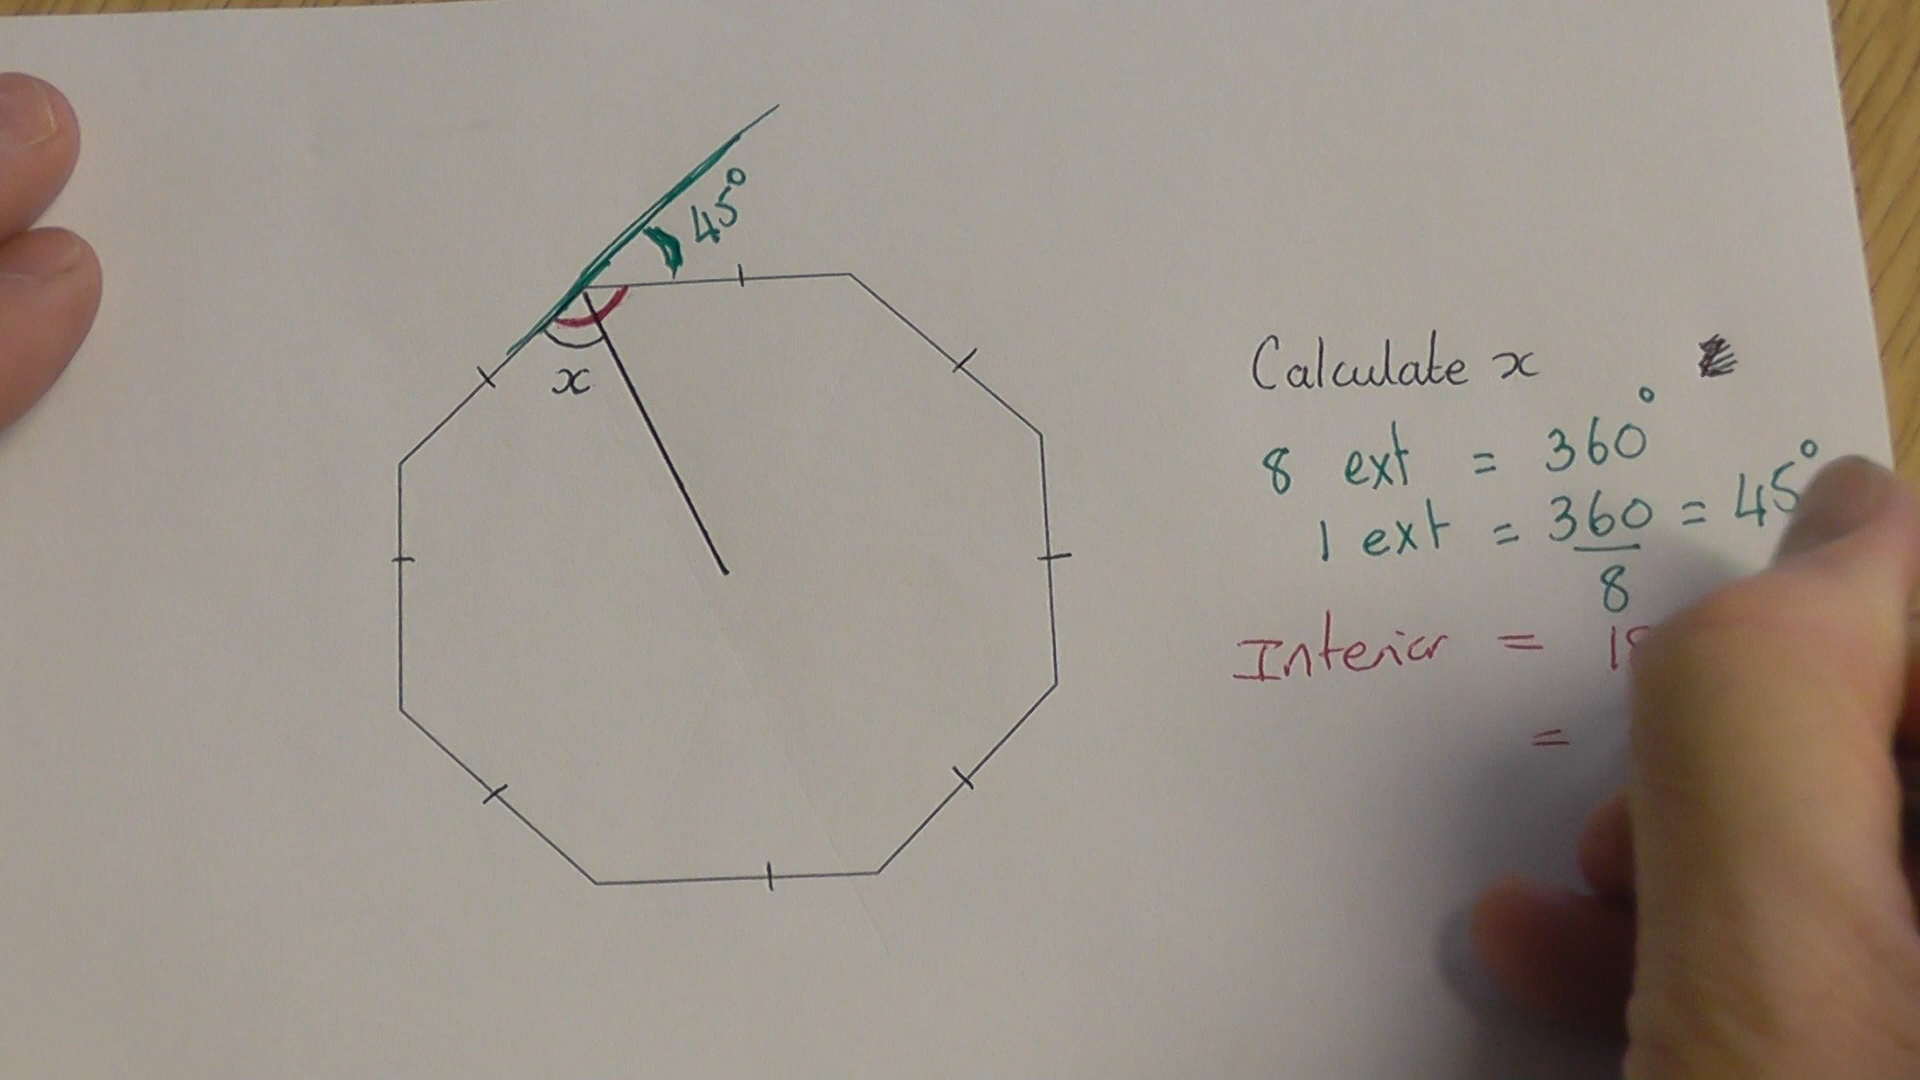 45°
x
Calculate x
8 ext = 360°
1 ext = 360/8 = 45°
Interior =
=